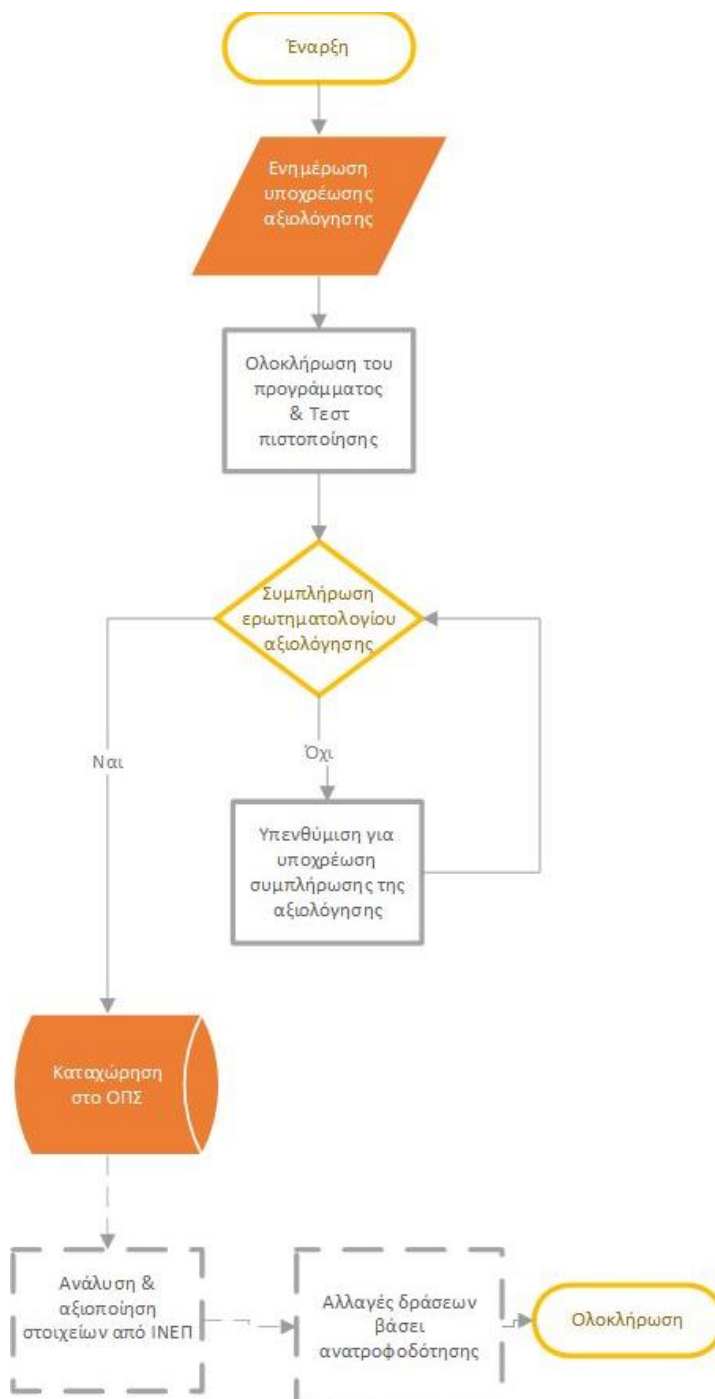 Έναρξη
Ενημέρωση
υποχρέωσης
αξιολόγησης
Ολοκλήρωση του
προγράμματος
& Τεστ
πιστοποίησης
Συμπλήρωση
ερωτηματολογίου
αξιολόγησης
Ναι
Όχι
Υπενθύμιση για
υποχρέωση
συμπλήρωσης της
αξιολόγησης
Καταχώρηση
στο ΟΠΣ
Ανάλυση &
αξιοποίηση
στοιχείων από ΙΝΕΠ
Αλλαγές δράσεων
βάσει
ανατροφοδότησης
Ολοκλήρωση